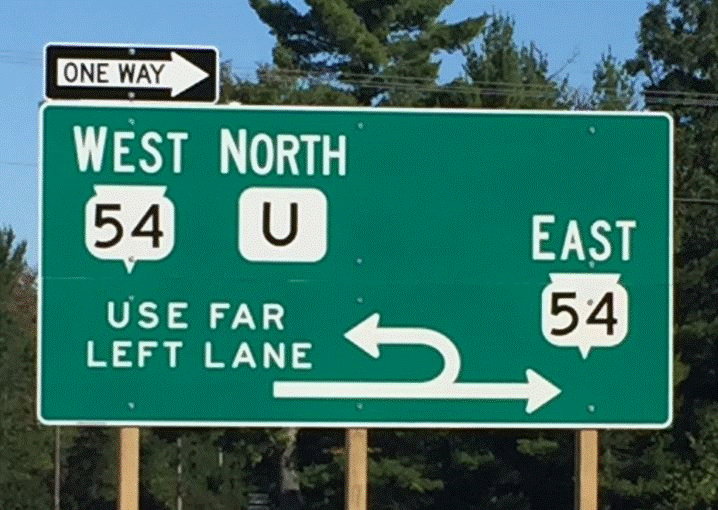 ONE WAY
WEST NORTH
54 U
EAST
54
USE FAR
LEFT LANE